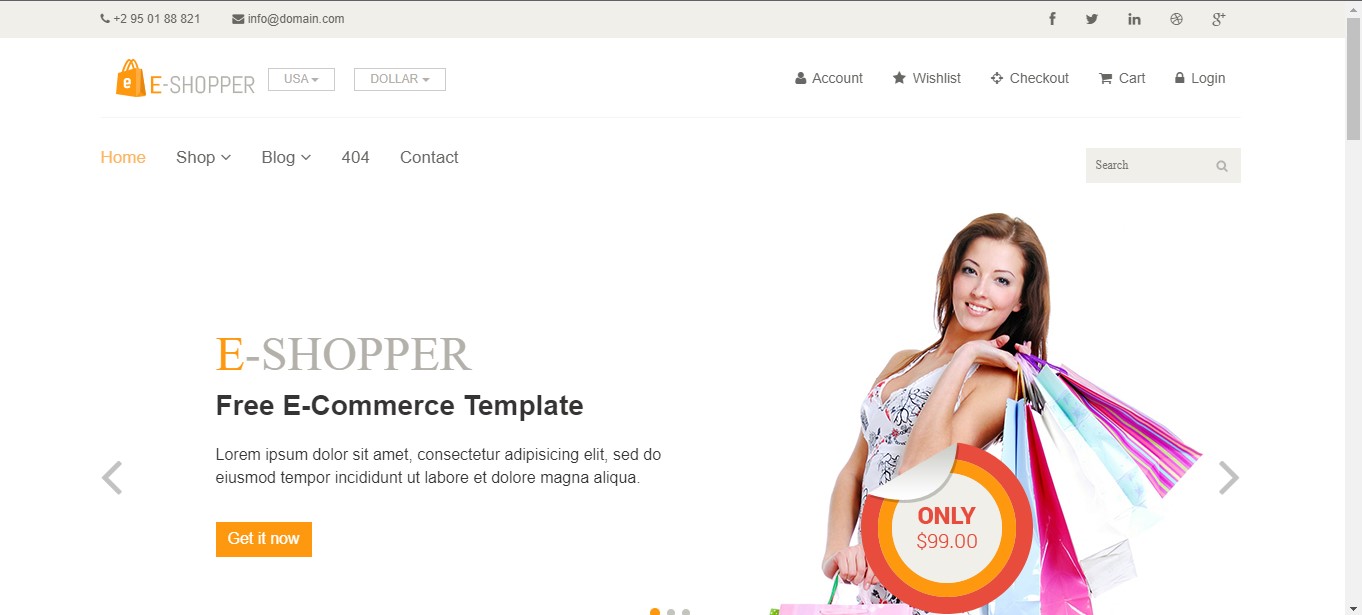 +2 95 01 88 821 info@domain.com
E-SHOPPER USA DOLLAR Account Wishlist Checkout Cart Login
Home Shop Blog 404 Contact
Search
E-SHOPPER
Free E-Commerce Template
Lorem ipsum dolor sit amet, consectetur adipisicing elit, sed do
eiusmod tempor incididunt ut labore et dolore magna aliqua.
Get it now
ONLY
$99.00